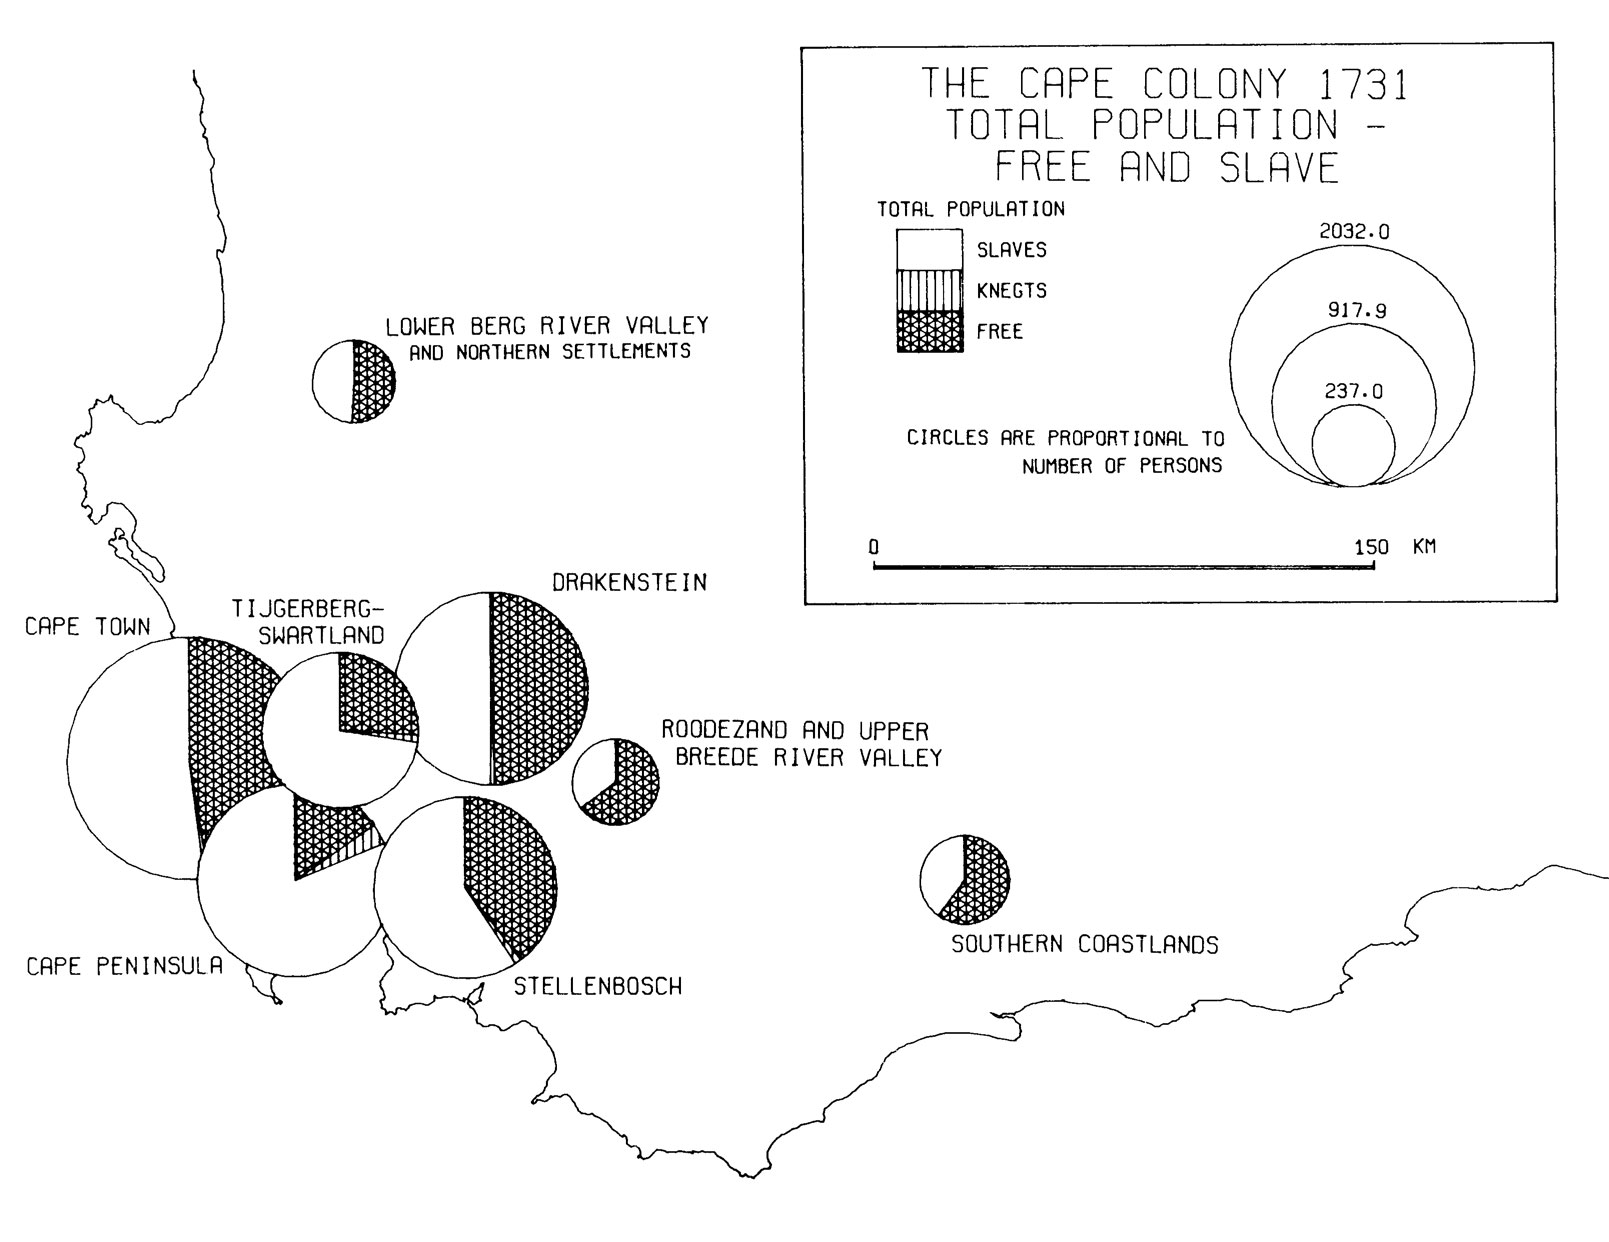 THE CAPE COLONY 1731
TOTAL POPULATION -
FREE AND SLAVE
TOTAL POPULATION
SLAVES
KNEGTS
FREE
2032.0
917.9
237.0
CIRCLES ARE PROPORTIONAL TO
NUMBER OF PERSONS
0 150 KM
LOWER BERG RIVER VALLEY
AND NORTHERN SETTLEMENTS
DRAKENSTEIN
TIJGERBERG-
SWARTLAND
CAPE TOWN
ROODEZAND AND UPPER
BREEDE RIVER VALLEY
SOUTHERN COASTLANDS
CAPE PENINSULA
STELLENBOSCH